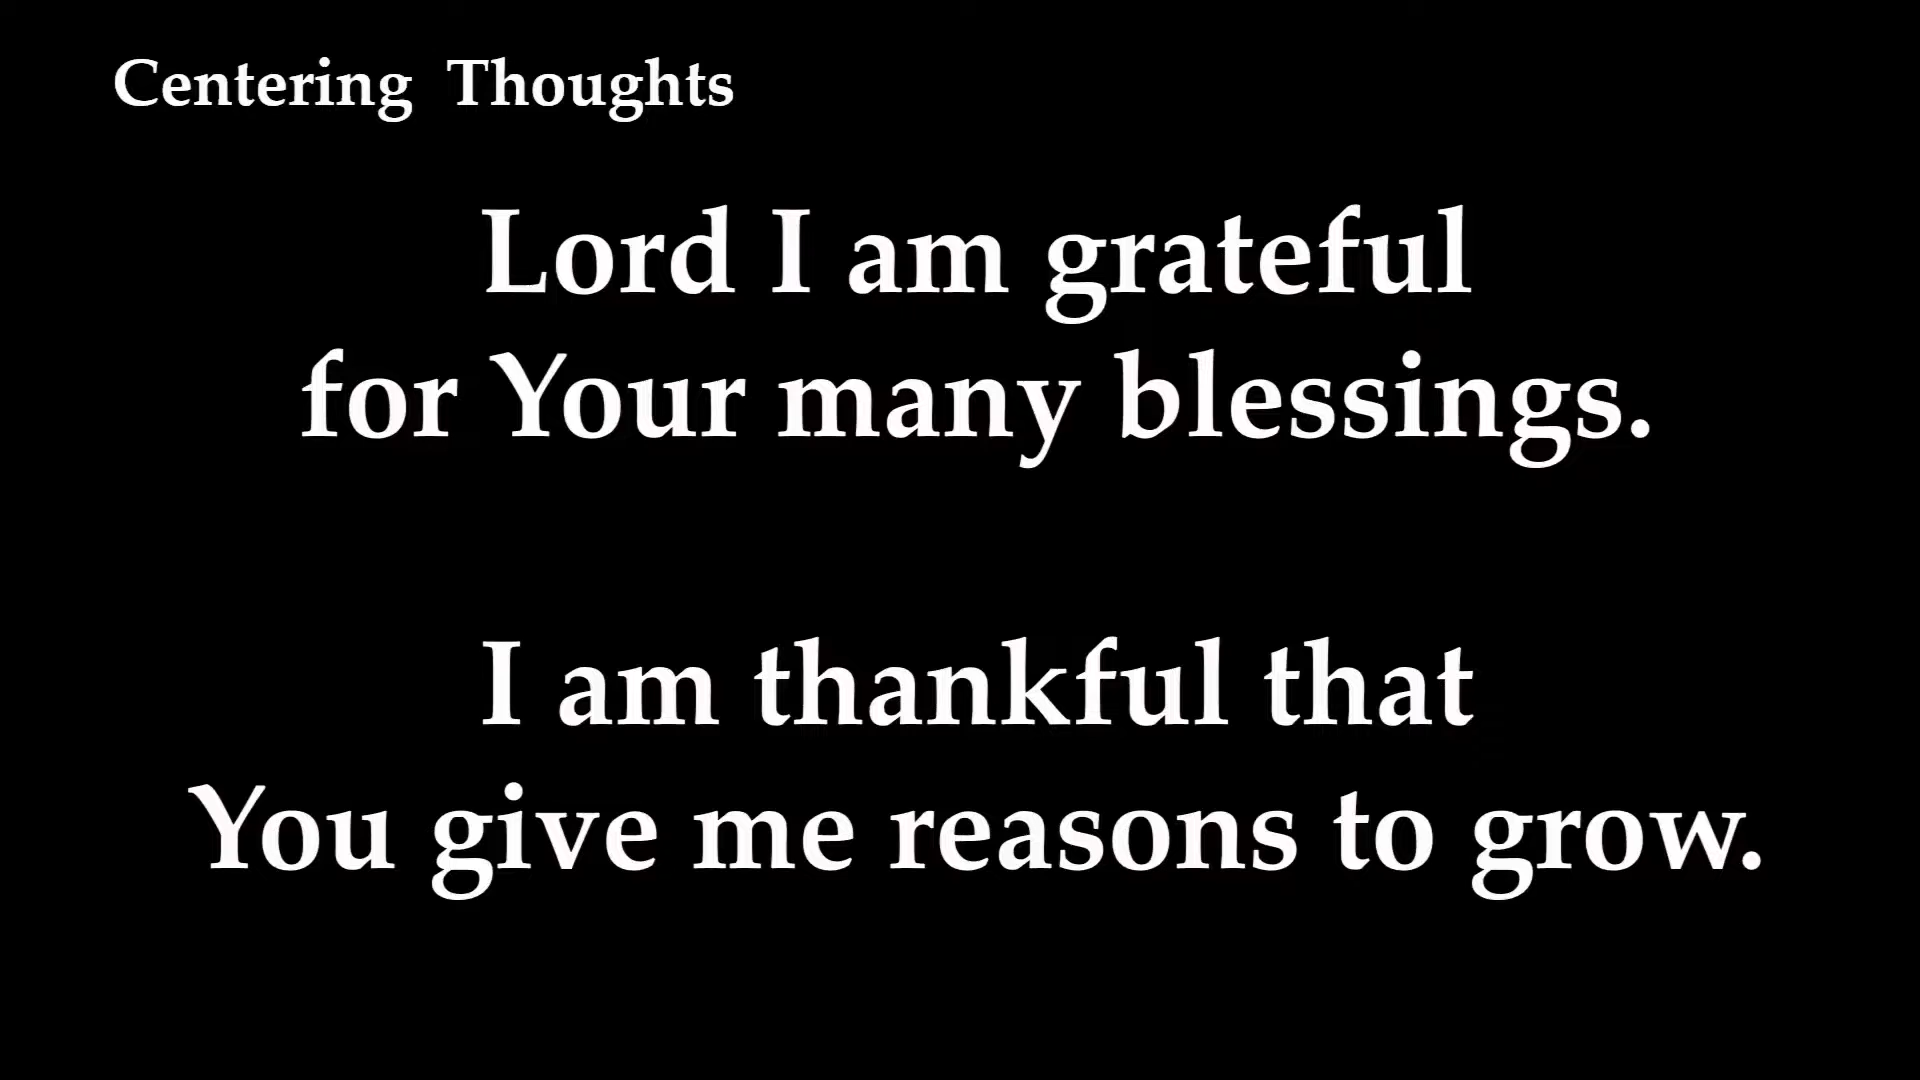 Centering Thoughts
Lord I am grateful
for Your many blessings.
I am thankful that
You give me reasons to grow.